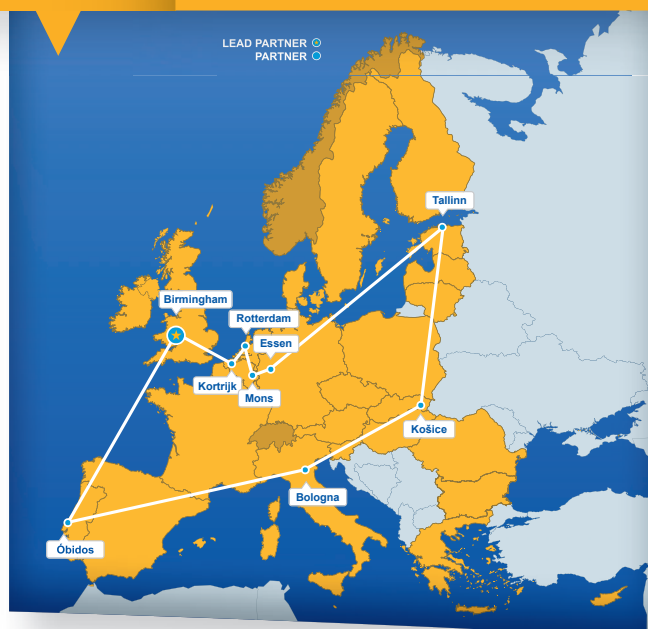 LEAD PARTNER
PARTNER
Tallinn
Birmingham
Rotterdam
Essen
Kortrijk
Mons
Košice
Bologna
Óbidos